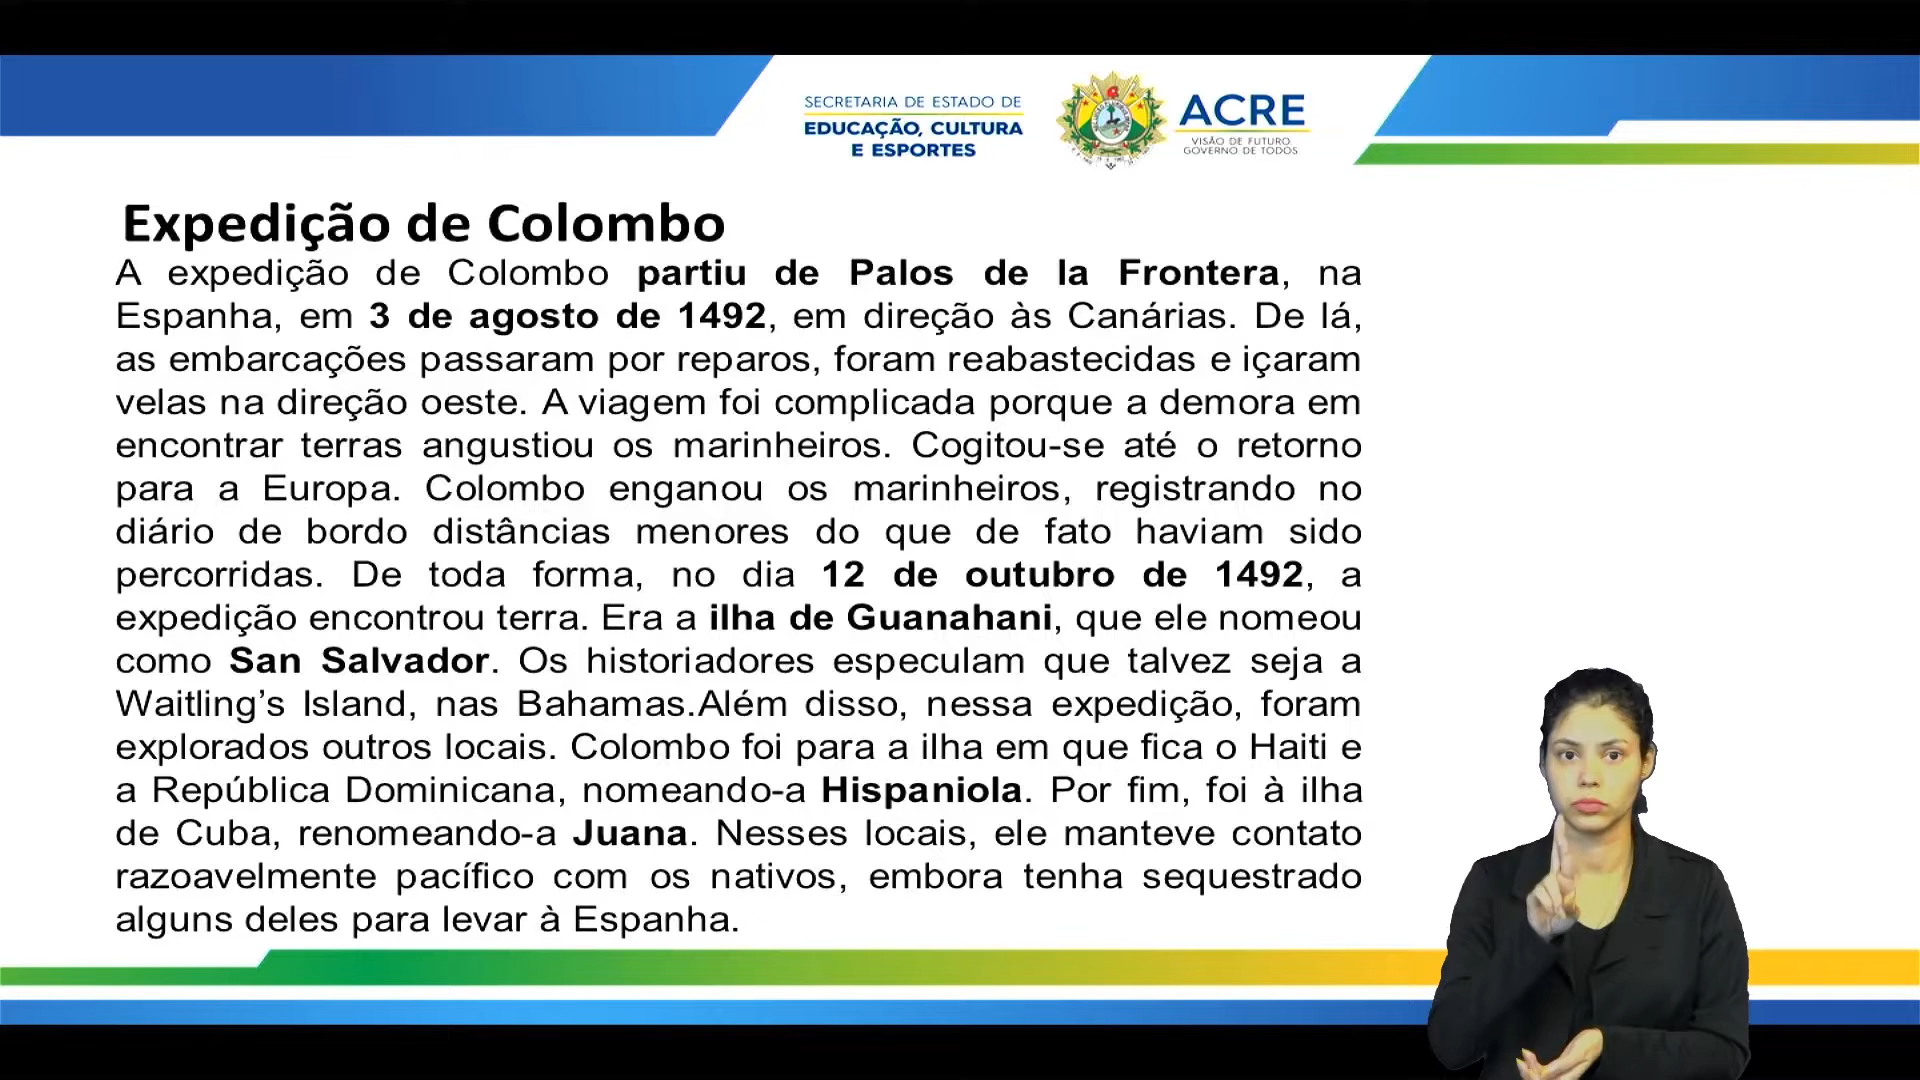 SECRETARIA DE ESTADO DE
EDUCAÇÃO, CULTURA
E ESPORTES
ACRE
VISÃO DE FUTURO
GOVERNO DE TODOS
Expedição de Colombo
A expedição de Colombo partiu de Palos de la Frontera, na
Espanha, em 3 de agosto de 1492, em direção às Canárias. De lá,
as embarcações passaram por reparos, foram reabastecidas e içaram
velas na direção oeste. A viagem foi complicada porque a demora em
encontrar terras angustiou os marinheiros. Cogitou-se até o retorno
para a Europa. Colombo enganou os marinheiros, registrando no
diário de bordo distâncias menores do que de fato haviam sido
percorridas. De toda forma, no dia 12 de outubro de 1492, a
expedição encontrou terra. Era a ilha de Guanahani, que ele nomeou
como San Salvador. Os historiadores especulam que talvez seja a
Waitling’s Island, nas Bahamas.Além disso, nessa expedição, foram
explorados outros locais. Colombo foi para a ilha em que fica o Haiti e
a República Dominicana, nomeando-a Hispaniola. Por fim, foi à ilha
de Cuba, renomeando-a Juana. Nesses locais, ele manteve contato
razoavelmente pacífico com os nativos, embora tenha sequestrado
alguns deles para levar à Espanha.